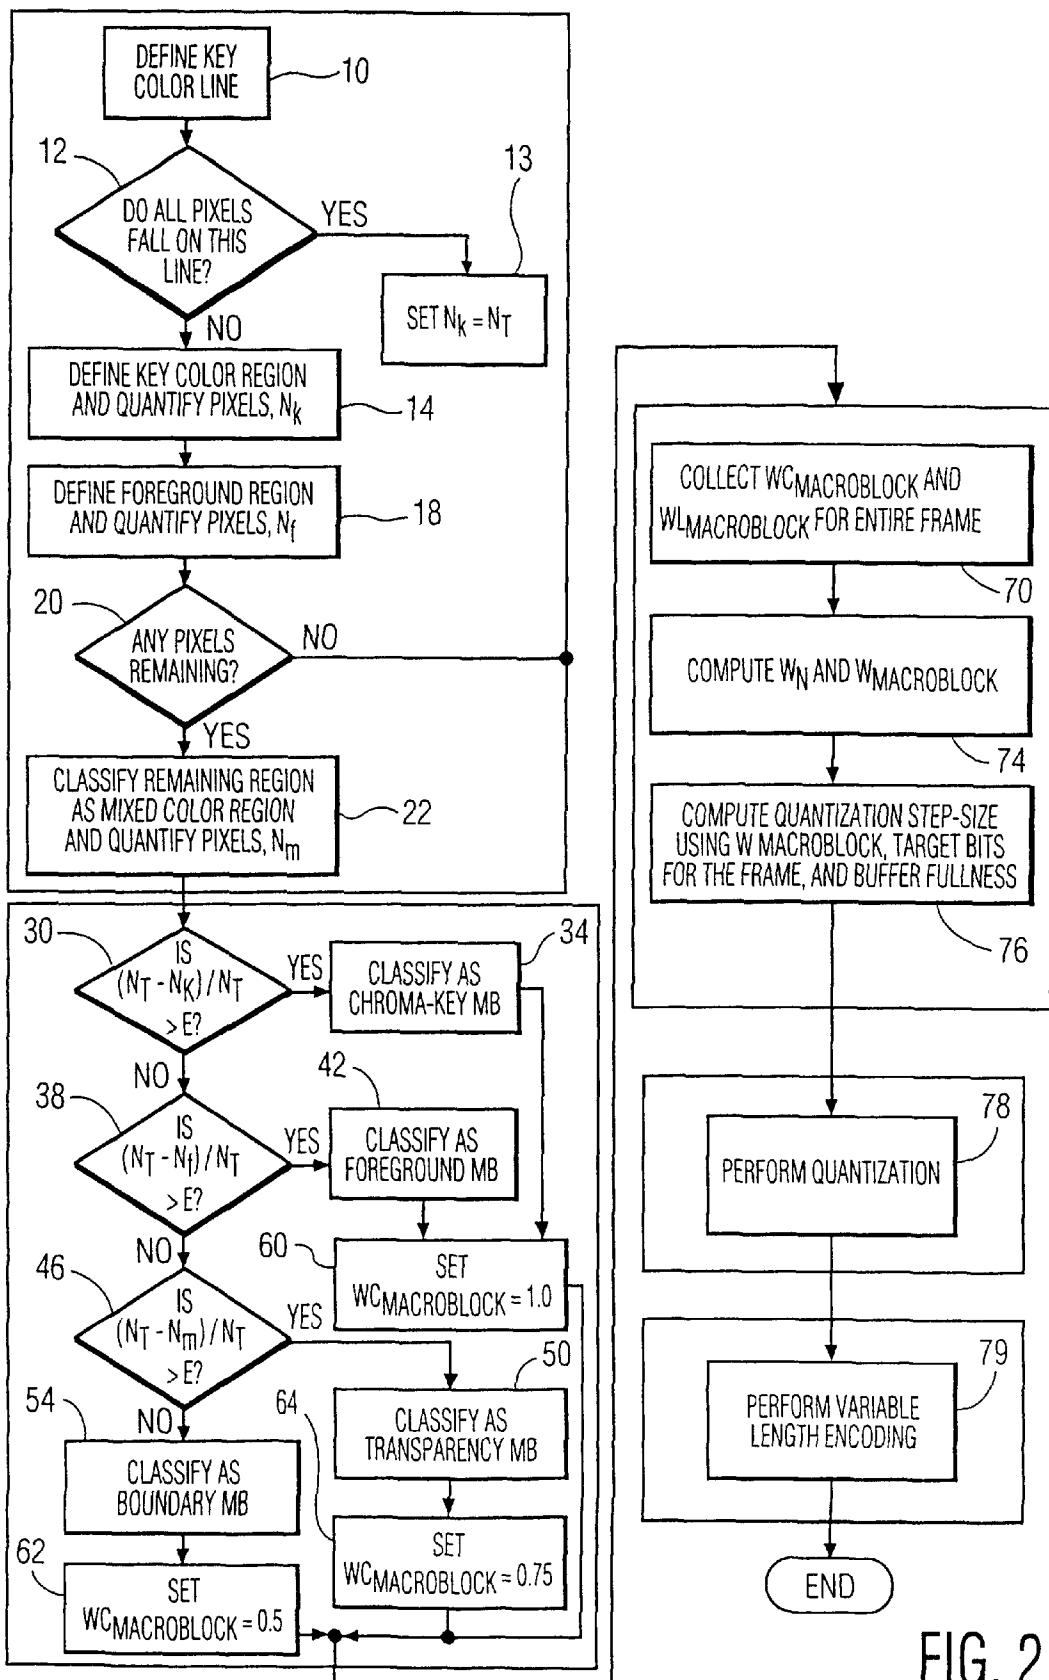 DEFINE KEY
COLOR LINE
10
12
DO ALL PIXELS
FALL ON THIS
LINE?
YES
13
SET Nk = NT
NO
DEFINE KEY COLOR REGION
AND QUANTIFY PIXELS, Nk
14
DEFINE FOREGROUND REGION
AND QUANTIFY PIXELS, Nf
18
20
ANY PIXELS
REMAINING?
NO
YES
CLASSIFY REMAINING REGION
AS MIXED COLOR REGION
AND QUANTIFY PIXELS, Nm
22
30
IS
(NT - NK) / NT
> E?
YES
34
CLASSIFY AS
CHROMA-KEY MB
NO
38
IS
(NT - Nf) / NT
> E?
YES
42
CLASSIFY AS
FOREGROUND MB
NO
60
SET
WCMACROBLOCK = 1.0
46
IS
(NT - Nm) / NT
> E?
YES
50
CLASSIFY AS
TRANSPARENCY MB
NO
54
CLASSIFY AS
BOUNDARY MB
64
SET
WCMACROBLOCK = 0.75
62
SET
WCMACROBLOCK = 0.5
COLLECT WCMACROBLOCK AND
WLMACROBLOCK FOR ENTIRE FRAME
70
COMPUTE WN AND WMACROBLOCK
74
COMPUTE QUANTIZATION STEP-SIZE
USING W MACROBLOCK, TARGET BITS
FOR THE FRAME, AND BUFFER FULLNESS
76
78
PERFORM QUANTIZATION
79
PERFORM VARIABLE
LENGTH ENCODING
END
FIG. 2